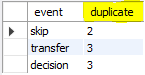 event duplicate
skip 2
transfer 3
decision 3